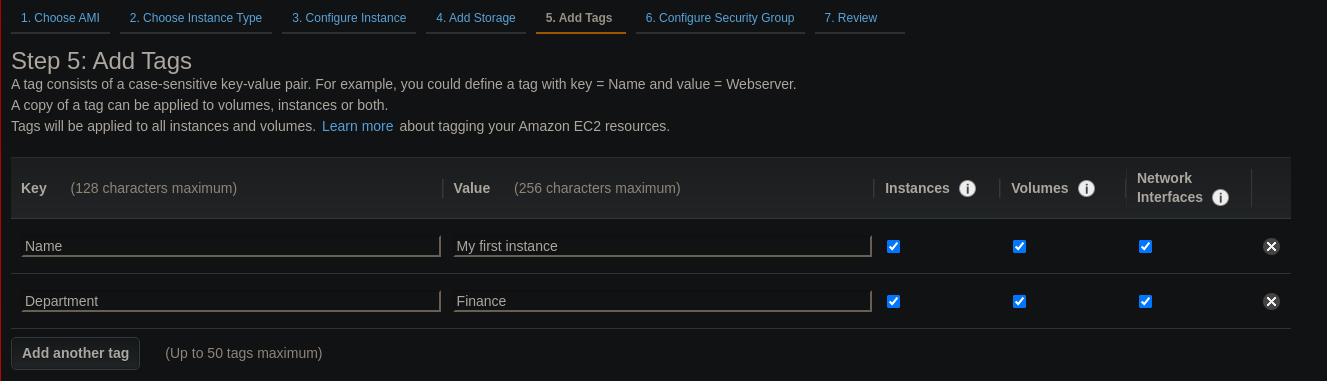 1. Choose AMI 2. Choose Instance Type 3. Configure Instance 4. Add Storage 5. Add Tags 6. Configure Security Group 7. Review
Step 5: Add Tags
A tag consists of a case-sensitive key-value pair. For example, you could define a tag with key = Name and value = Webserver.
A copy of a tag can be applied to volumes, instances or both.
Tags will be applied to all instances and volumes. Learn more about tagging your Amazon EC2 resources.
Key (128 characters maximum) Value (256 characters maximum) Instances i Volumes i Network
Interfaces i
Name My first instance
Department Finance
Add another tag (Up to 50 tags maximum)